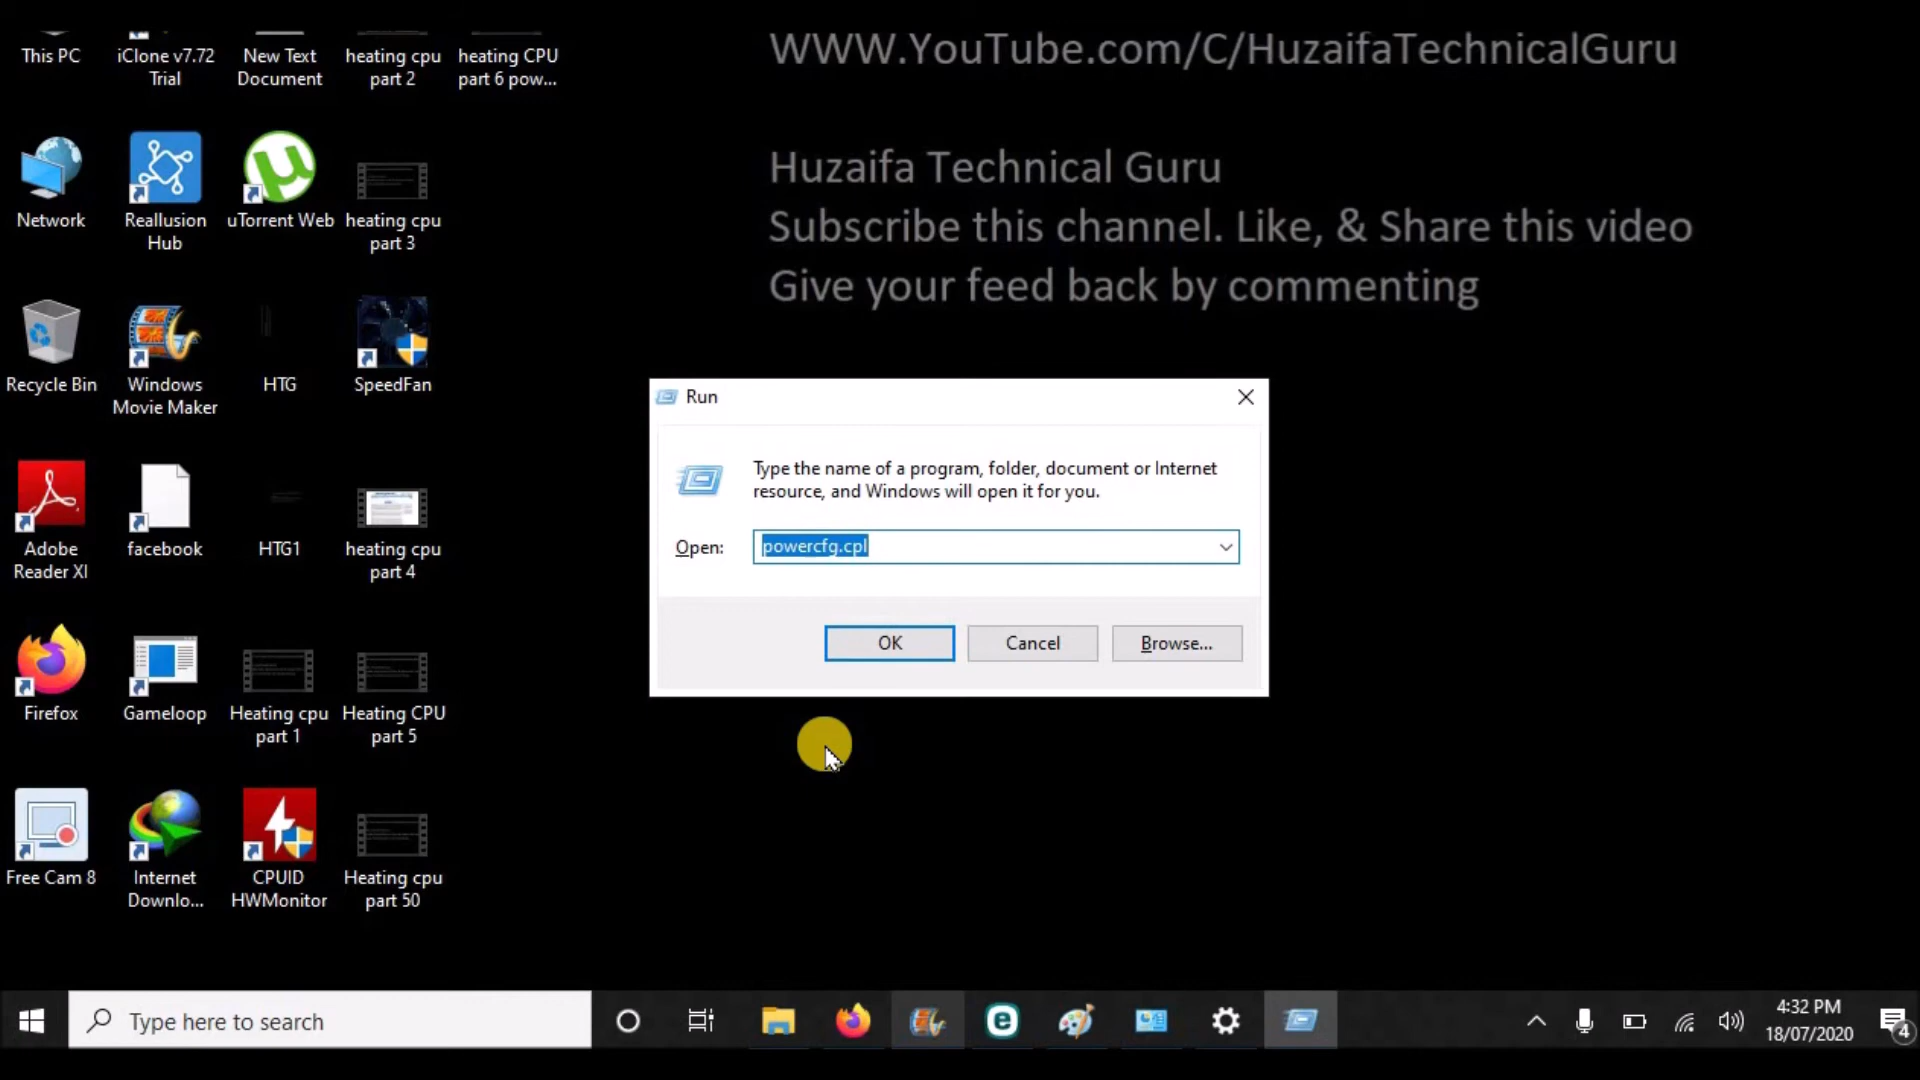 WWW.YouTube.com/C/HuzaifaTechnicalGuru
Huzaifa Technical Guru
Subscribe this channel. Like, & Share this video
Give your feed back by commenting
This PC
iClone v7.72
Trial
New Text
Document
heating cpu
part 2
heating CPU
part 6 pow...
Network
Reallusion
Hub
uTorrent Web
heating cpu
part 3
Recycle Bin
Windows
Movie Maker
HTG
SpeedFan
Adobe
Reader XI
facebook
HTG1
heating cpu
part 4
Firefox
Gameloop
Heating cpu
part 1
Heating CPU
part 5
Free Cam 8
Internet
Downlo...
CPUID
HWMonitor
Heating cpu
part 50
Run
Type the name of a program, folder, document or Internet
resource, and Windows will open it for you.
Open:
powercfg.cpl
OK
Cancel
Browse...
Type here to search
4:32 PM
18/07/2020
4